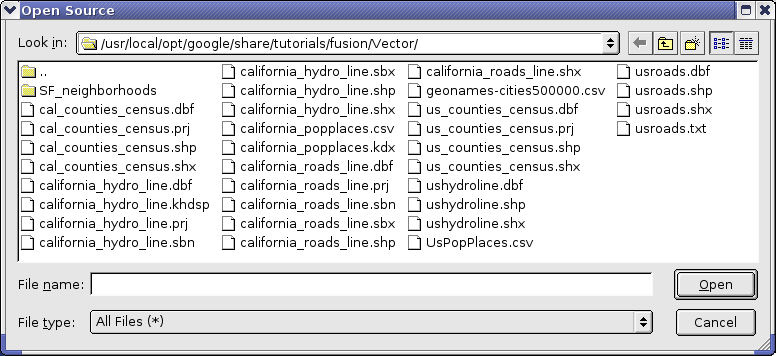 Open Source
Look in: /usr/local/opt/google/share/tutorials/fusion/Vector/
..
SF_neighborhoods
cal_counties_census.dbf
cal_counties_census.prj
cal_counties_census.shp
cal_counties_census.shx
california_hydro_line.dbf
california_hydro_line.khdsp
california_hydro_line.prj
california_hydro_line.sbn
california_hydro_line.sbx
california_hydro_line.shp
california_hydro_line.shx
california_popplaces.csv
california_popplaces.kdx
california_roads_line.dbf
california_roads_line.prj
california_roads_line.sbn
california_roads_line.sbx
california_roads_line.shp
california_roads_line.shx
geonames-cities500000.csv
us_counties_census.dbf
us_counties_census.prj
us_counties_census.shp
us_counties_census.shx
ushydroline.dbf
ushydroline.shp
ushydroline.shx
UsPopPlaces.csv
usroads.dbf
usroads.shp
usroads.shx
usroads.txt
File name:
Open
File type: All Files (*)
Cancel